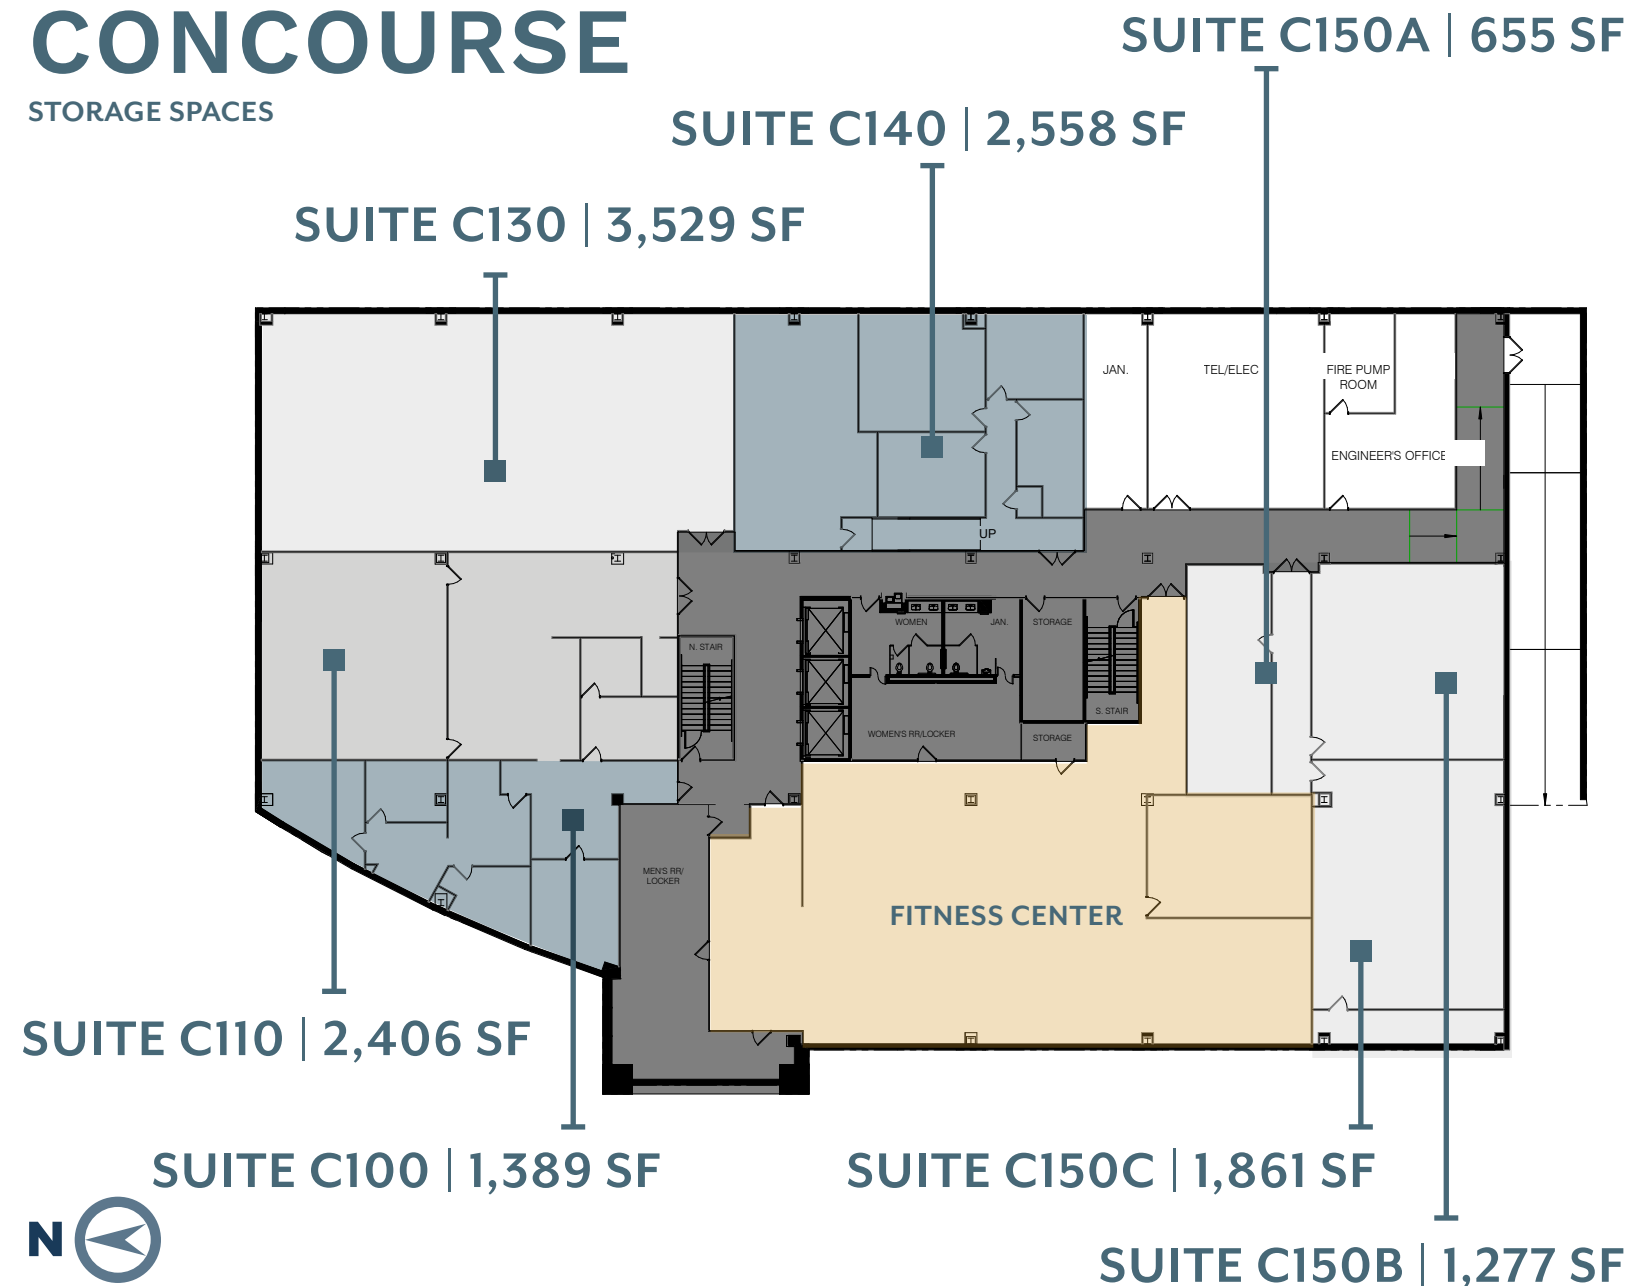 CONCOURSE
STORAGE SPACES
SUITE C150A | 655 SF
SUITE C140 | 2,558 SF
SUITE C130 | 3,529 SF
JAN.
TEL/ELEC
FIRE PUMP
ROOM
ENGINEER'S OFFICE
UP
WOMEN
JAN.
STORAGE
N. STAIR
S. STAIR
WOMEN'S RR/LOCKER
STORAGE
MEN'S RR/
LOCKER
FITNESS CENTER
SUITE C110 | 2,406 SF
SUITE C100 | 1,389 SF
SUITE C150C | 1,861 SF
N
SUITE C150B | 1,277 SF